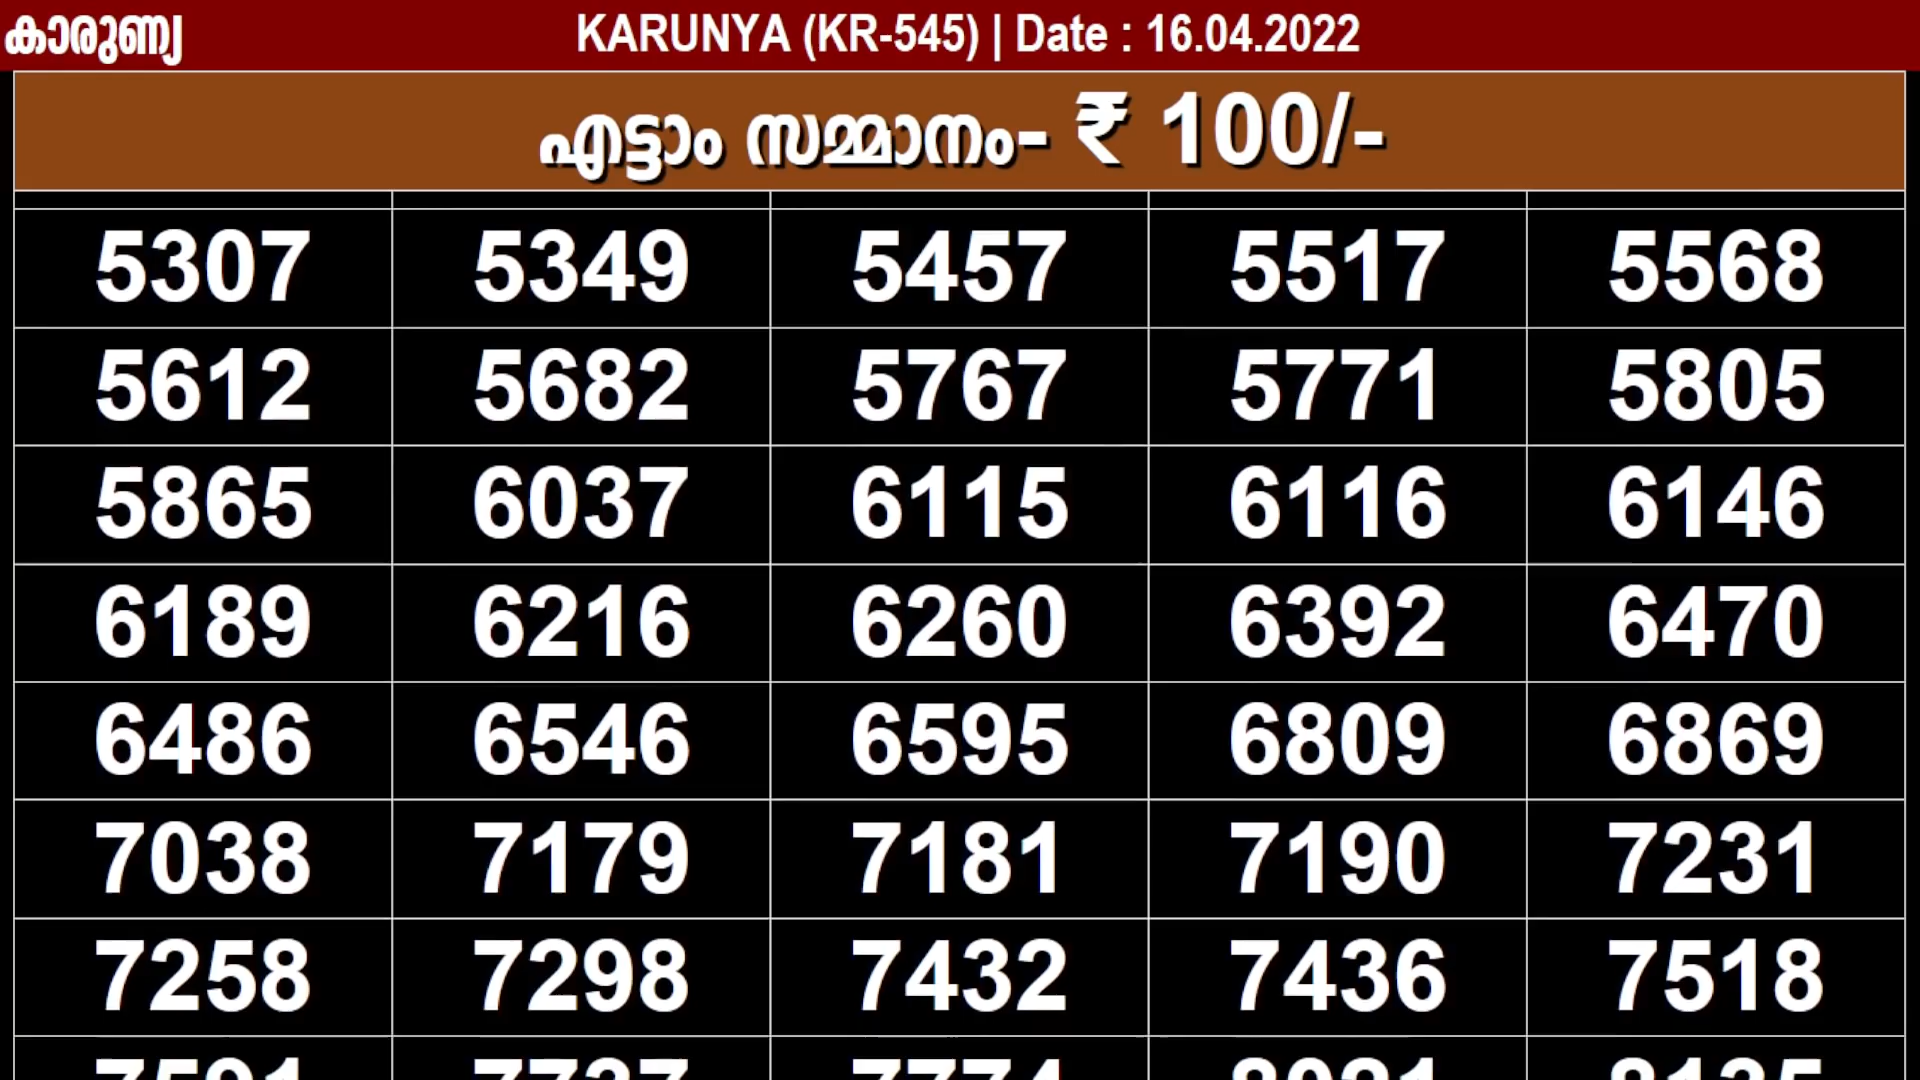 കാരുണ്യ KARUNYA (KR-545) | Date : 16.04.2022
എട്ടാം സമ്മാനം- ₹ 100/-
5307 5349 5457 5517 5568
5612 5682 5767 5771 5805
5865 6037 6115 6116 6146
6189 6216 6260 6392 6470
6486 6546 6595 6809 6869
7038 7179 7181 7190 7231
7258 7298 7432 7436 7518